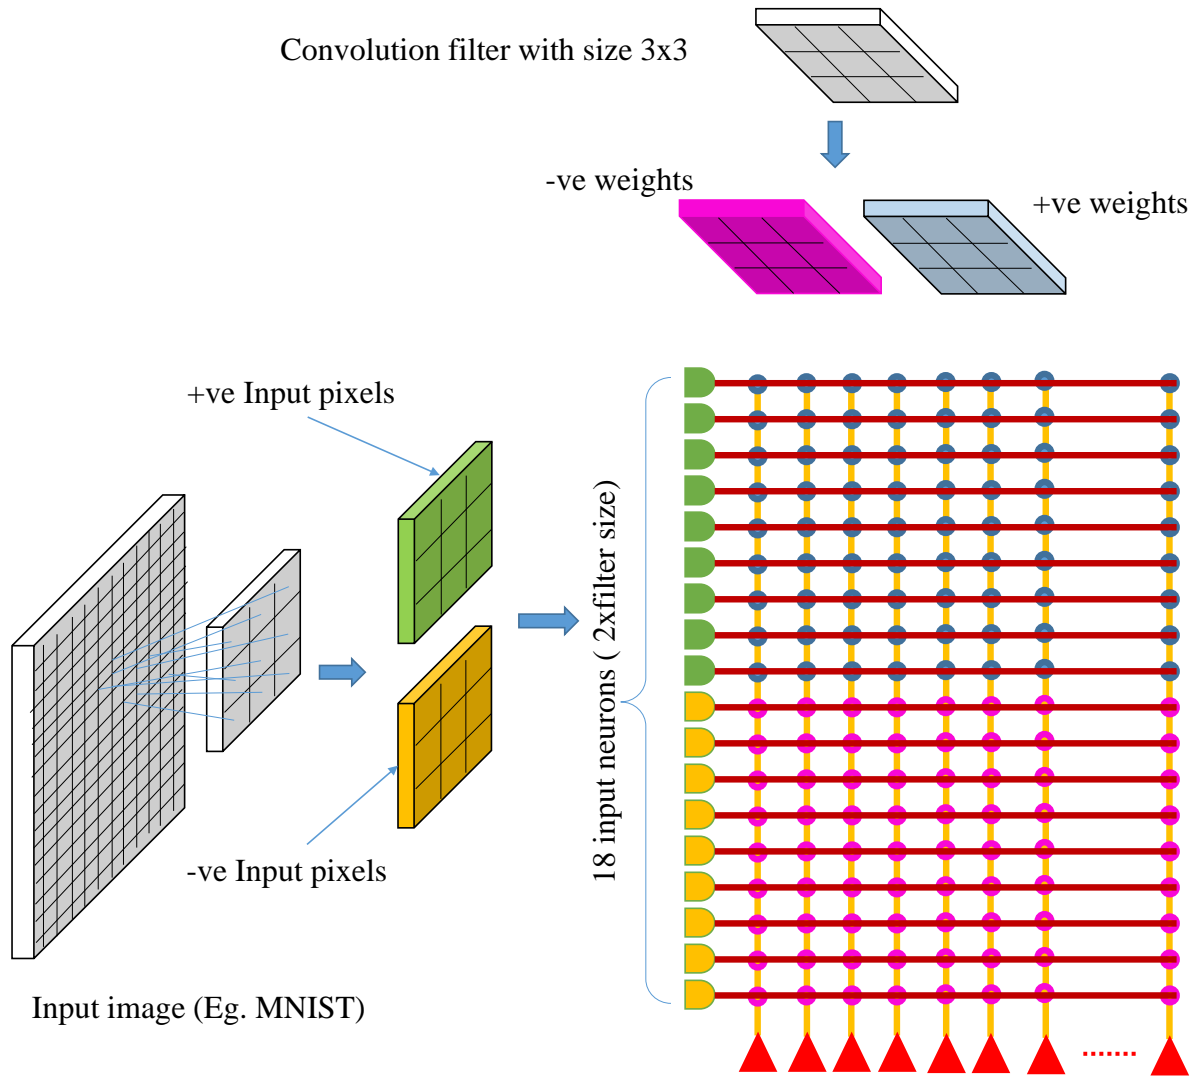 Convolution filter with size 3x3
-ve weights
+ve weights
+ve Input pixels
18 input neurons ( 2xfilter size)
-ve Input pixels
Input image (Eg. MNIST)